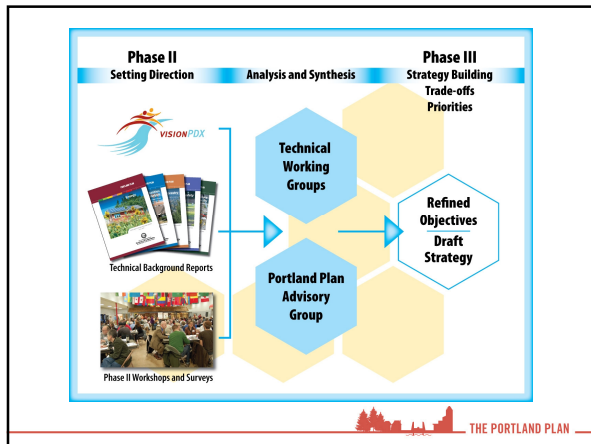 Phase II
Setting Direction
Analysis and Synthesis
Phase III
Strategy Building
Trade-offs
Priorities
VISIONPDX
Technical Background Reports
Phase II Workshops and Surveys
Technical
Working
Groups
Portland Plan
Advisory
Group
Refined
Objectives
Draft
Strategy
THE PORTLAND PLAN